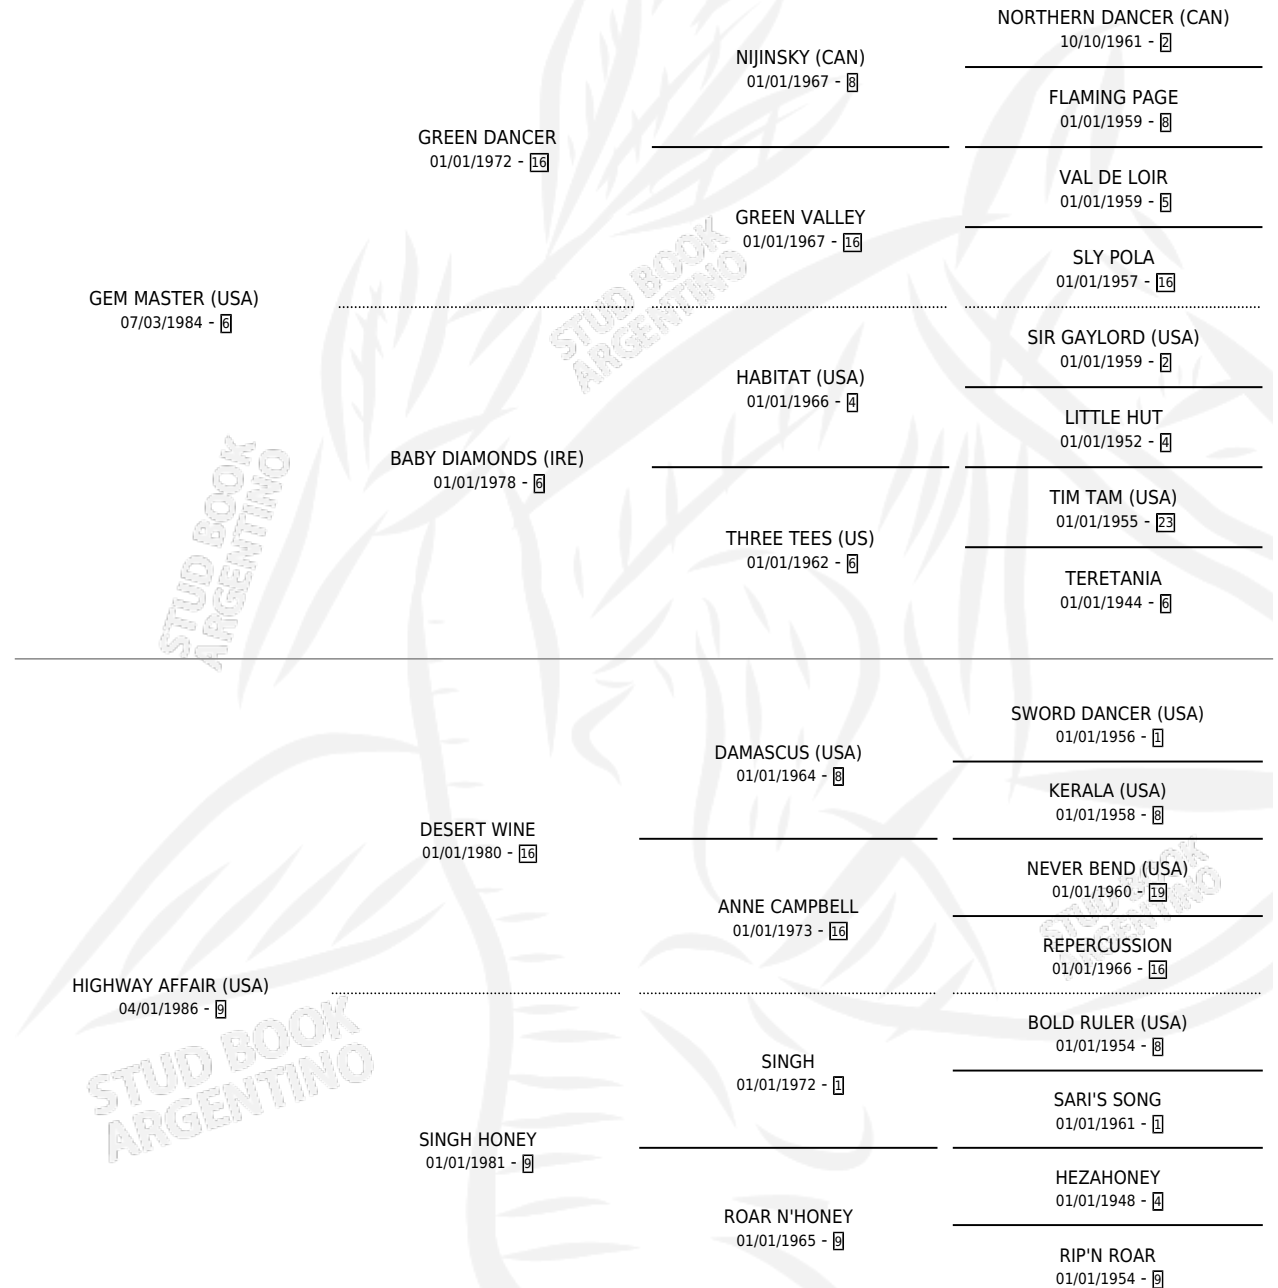 NORTHERN DANCER (CAN)
10/10/1961 - 2
NIJINSKY (CAN)
01/01/1967 - 8
FLAMING PAGE
01/01/1959 - 8
GREEN DANCER
01/01/1972 - 16
VAL DE LOIR
01/01/1959 - 5
GREEN VALLEY
01/01/1967 - 16
SLY POLA
01/01/1957 - 16
GEM MASTER (USA)
07/03/1984 - 6
SIR GAYLORD (USA)
01/01/1959 - 2
HABITAT (USA)
01/01/1966 - 4
LITTLE HUT
01/01/1952 - 4
BABY DIAMONDS (IRE)
01/01/1978 - 6
TIM TAM (USA)
01/01/1955 - 23
THREE TEES (US)
01/01/1962 - 6
TERETANIA
01/01/1944 - 6
STUD BOOK
ARGENTINO
STUD BOOK
ARGENTINO
SWORD DANCER (USA)
01/01/1956 - 1
DAMASCUS (USA)
01/01/1964 - 8
KERALA (USA)
01/01/1958 - 8
DESERT WINE
01/01/1980 - 16
NEVER BEND (USA)
01/01/1960 - 19
ANNE CAMPBELL
01/01/1973 - 16
REPERCUSSION
01/01/1966 - 16
STUD BOOK
ARGENTINO
HIGHWAY AFFAIR (USA)
04/01/1986 - 9
BOLD RULER (USA)
01/01/1954 - 8
SINGH
01/01/1972 - 1
SARI'S SONG
01/01/1961 - 1
SINGH HONEY
01/01/1981 - 9
HEZAHONEY
01/01/1948 - 4
ROAR N'HONEY
01/01/1965 - 9
RIP'N ROAR
01/01/1954 - 9
STUD BOOK
ARGENTINO